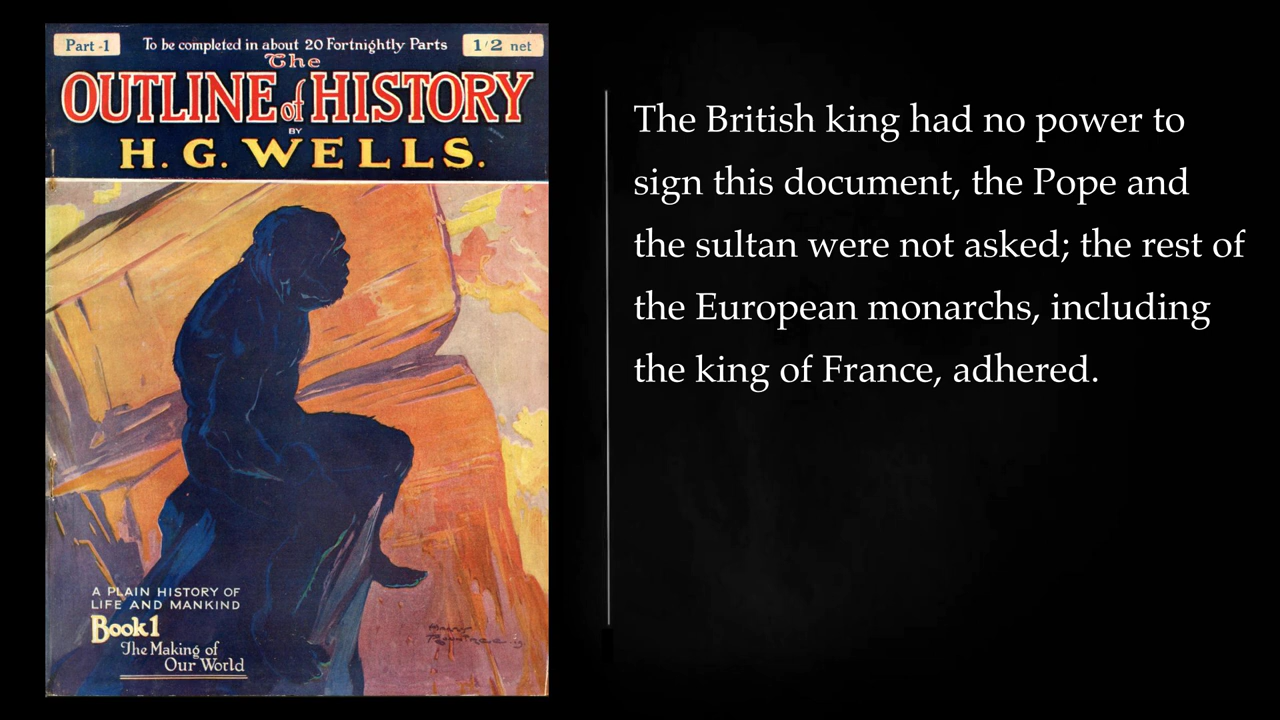 Part -1
To be completed in about 20 Fortnightly Parts
1/2 net
The
OUTLINE of HISTORY
BY
H. G. WELLS.
A PLAIN HISTORY OF
LIFE AND MANKIND
Book 1
The Making of
Our World
The British king had no power to
sign this document, the Pope and
the sultan were not asked; the rest of
the European monarchs, including
the king of France, adhered.